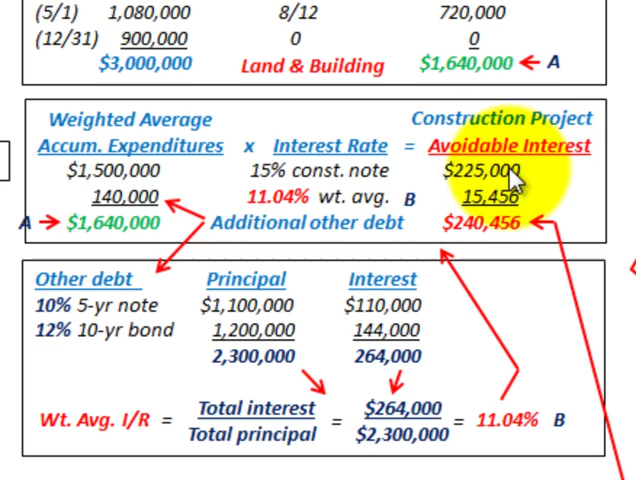 (5/1) 1,080,000 8/12 720,000
(12/31) 900,000 0 0
$3,000,000 Land & Building $1,640,000 A
Weighted Average Construction Project
Accum. Expenditures x Interest Rate = Avoidable Interest
$1,500,000 15% const. note $225,000
140,000 11.04% wt. avg. B 15,456
A $1,640,000 Additional other debt $240,456
Other debt Principal Interest
10% 5-yr note $1,100,000 $110,000
12% 10-yr bond 1,200,000 144,000
2,300,000 264,000
Wt. Avg. I/R = Total interest = $264,000 = 11.04% B
Total principal $2,300,000